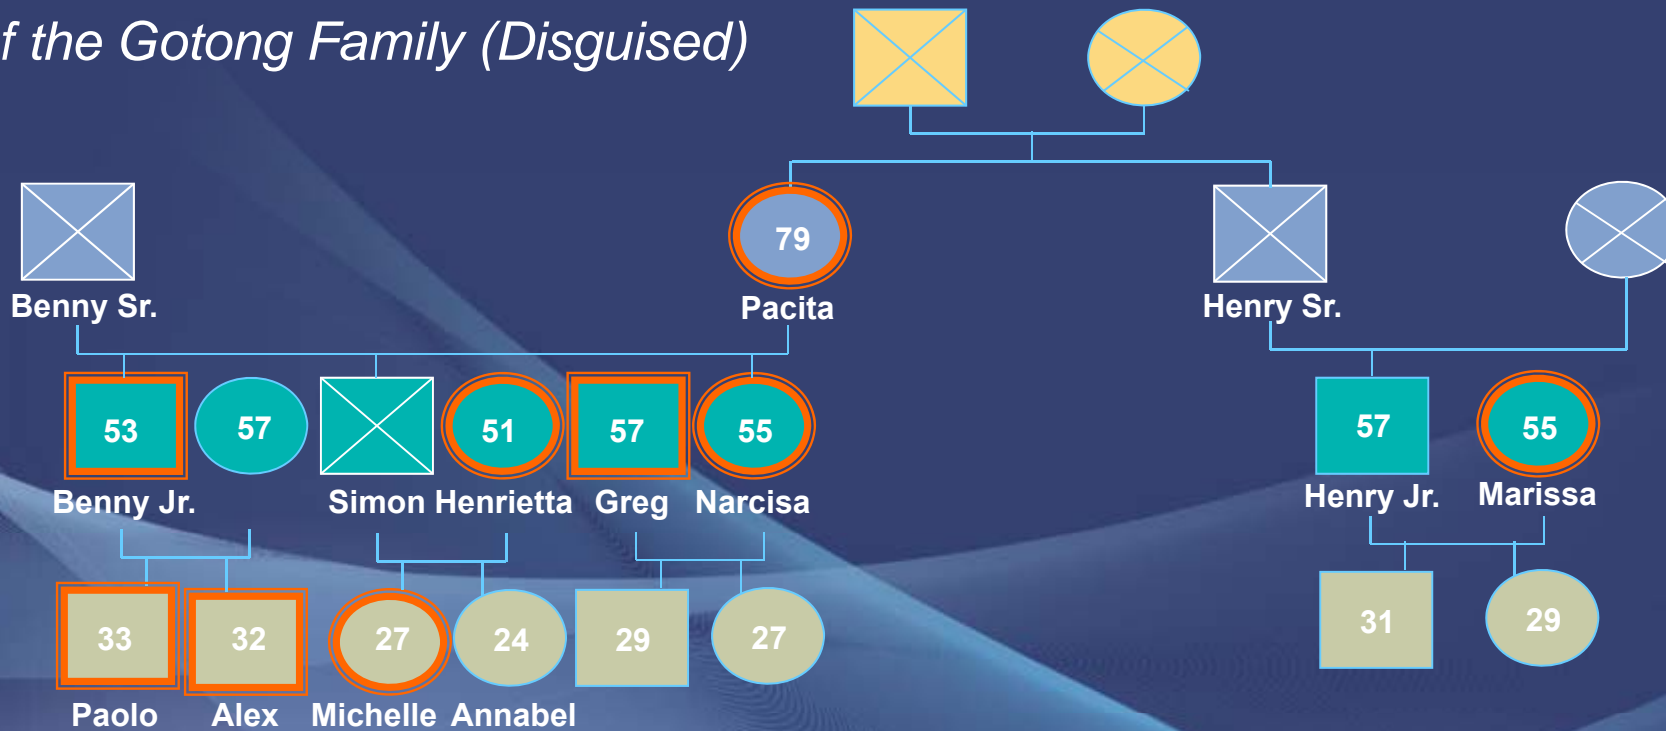 f the Gotong Family (Disguised)
79
Benny Sr.
Pacita
Henry Sr.
53 57 51 57 55 57 55
Benny Jr. Simon Henrietta Greg Narcisa Henry Jr. Marissa
33 32 27 24 29 27 31 29
Paolo Alex Michelle Annabel